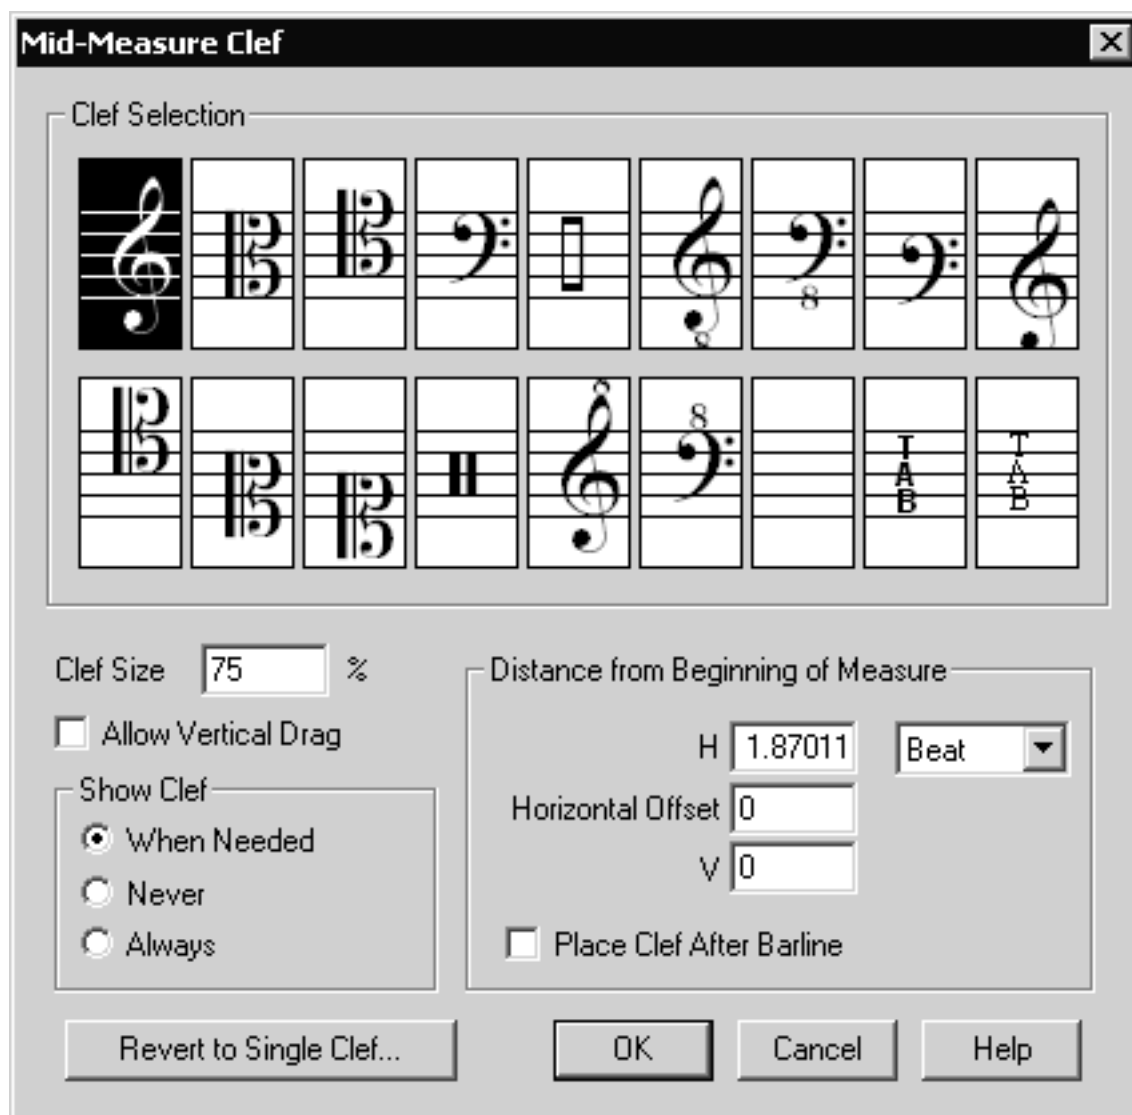 Mid-Measure Clef
Clef Selection
8
8
8
8
T
A
B
T
A
B
Clef Size 75 %
Allow Vertical Drag
Show Clef
When Needed
Never
Always
Distance from Beginning of Measure
H 1.87011 Beat
Horizontal Offset 0
V 0
Place Clef After Barline
Revert to Single Clef... OK Cancel Help